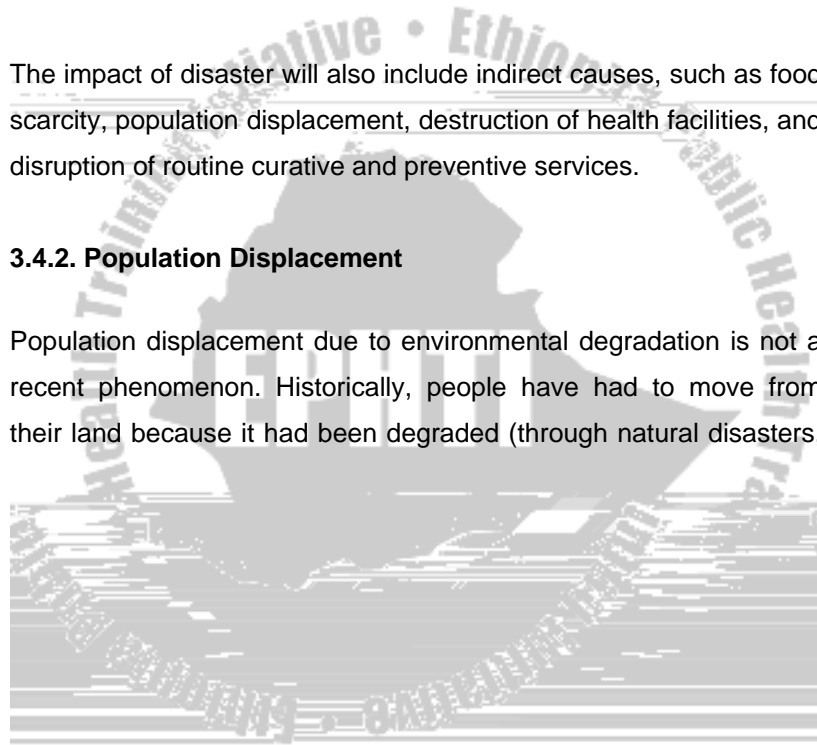 The impact of disaster will also include indirect causes, such as food
scarcity, population displacement, destruction of health facilities, and
disruption of routine curative and preventive services.
3.4.2. Population Displacement
Population displacement due to environmental degradation is not a
recent phenomenon. Historically, people have had to move from
their land because it had been degraded (through natural disasters,
EPHTI